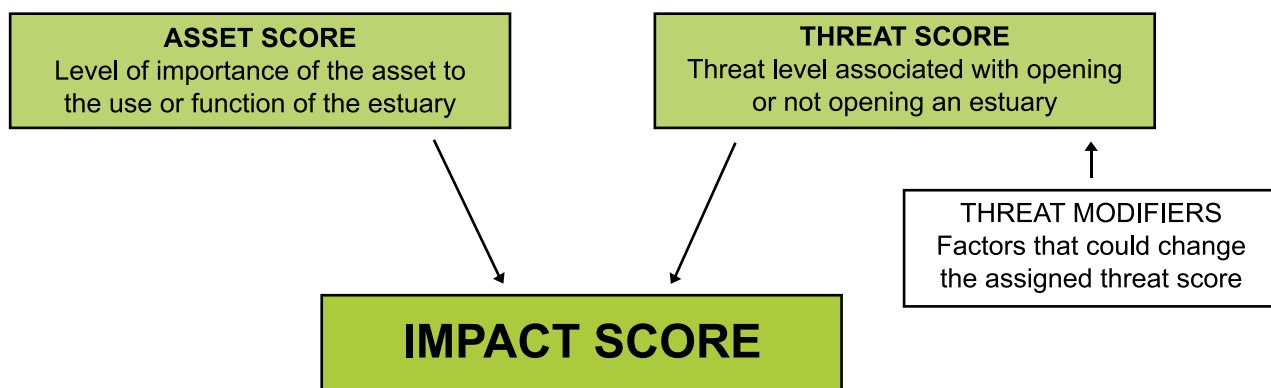 ASSET SCORE
Level of importance of the asset to
the use or function of the estuary
THREAT SCORE
Threat level associated with opening
or not opening an estuary
THREAT MODIFIERS
Factors that could change
the assigned threat score
IMPACT SCORE